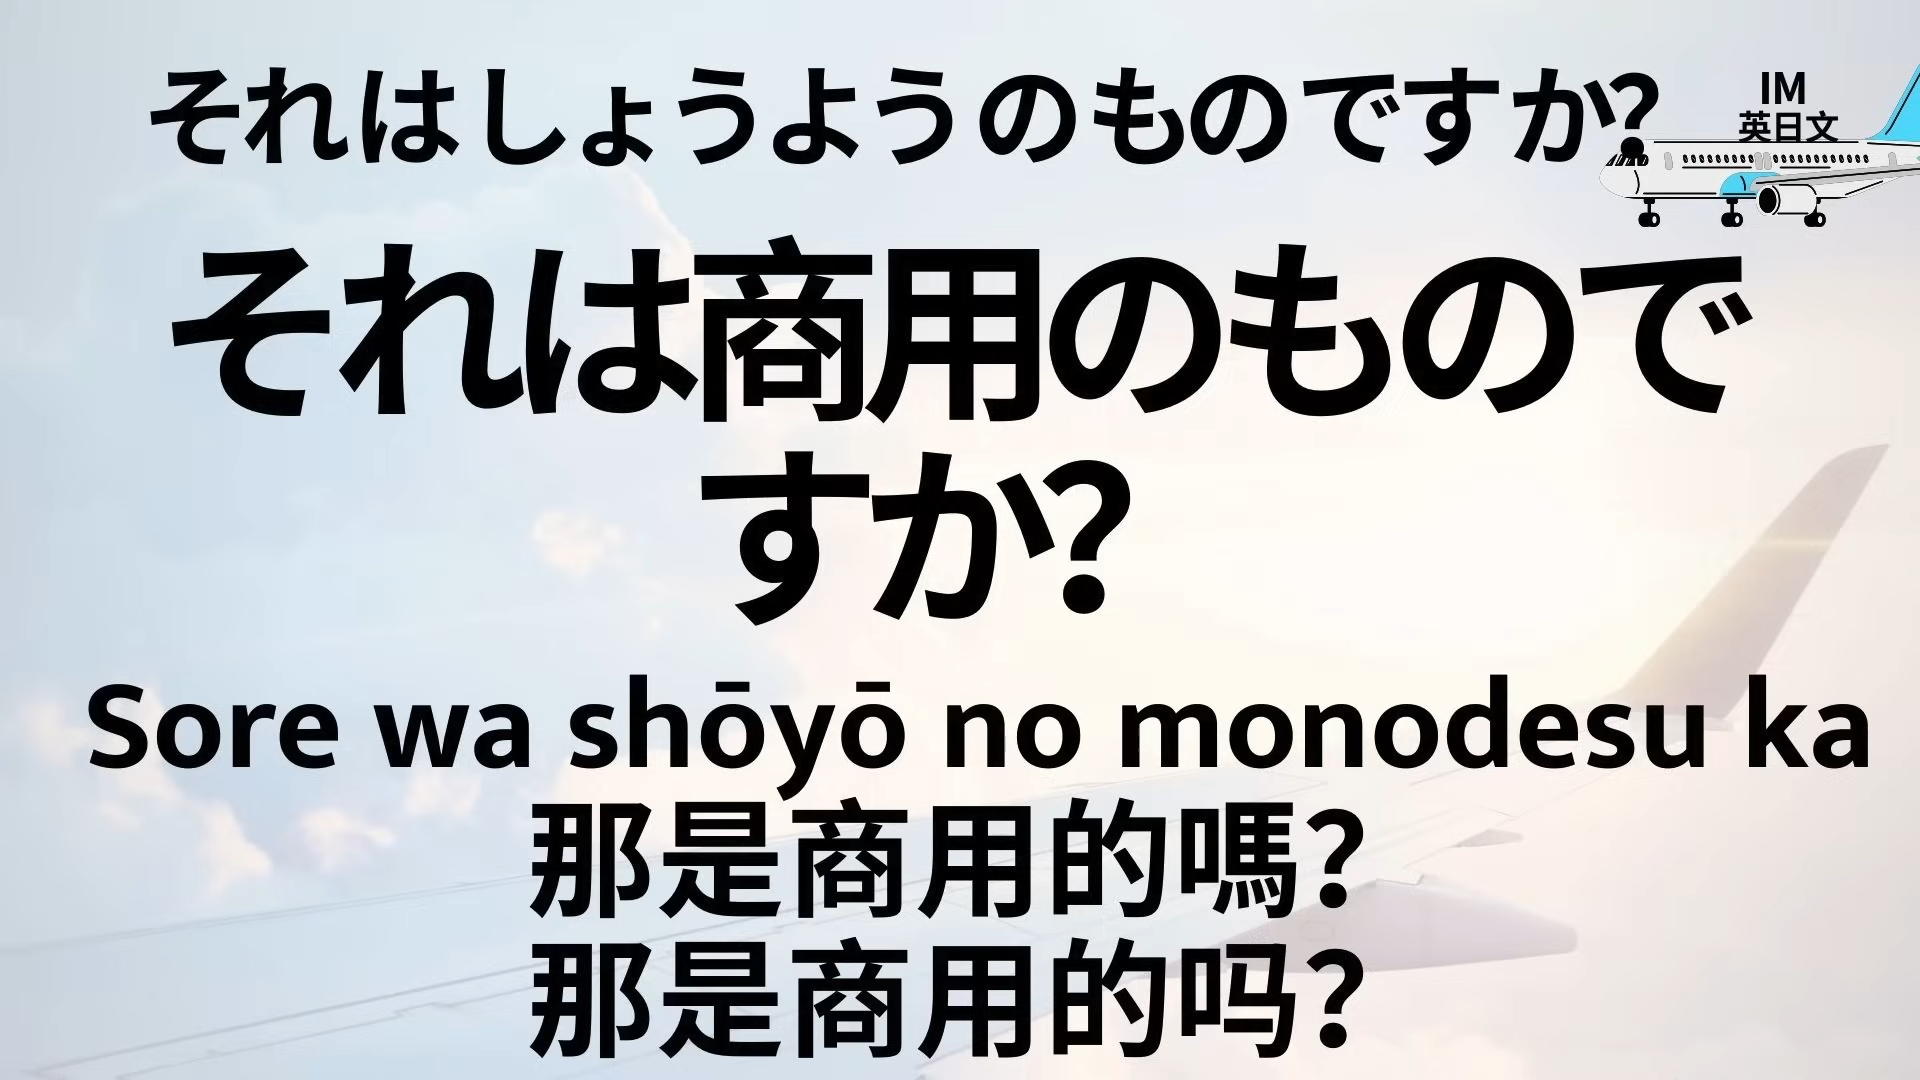 それはしょうようのものですか?
IM
英日文
それは商用のもので
すか?
Sore wa shōyō no monodesu ka
那是商用的嗎?
那是商用的吗?